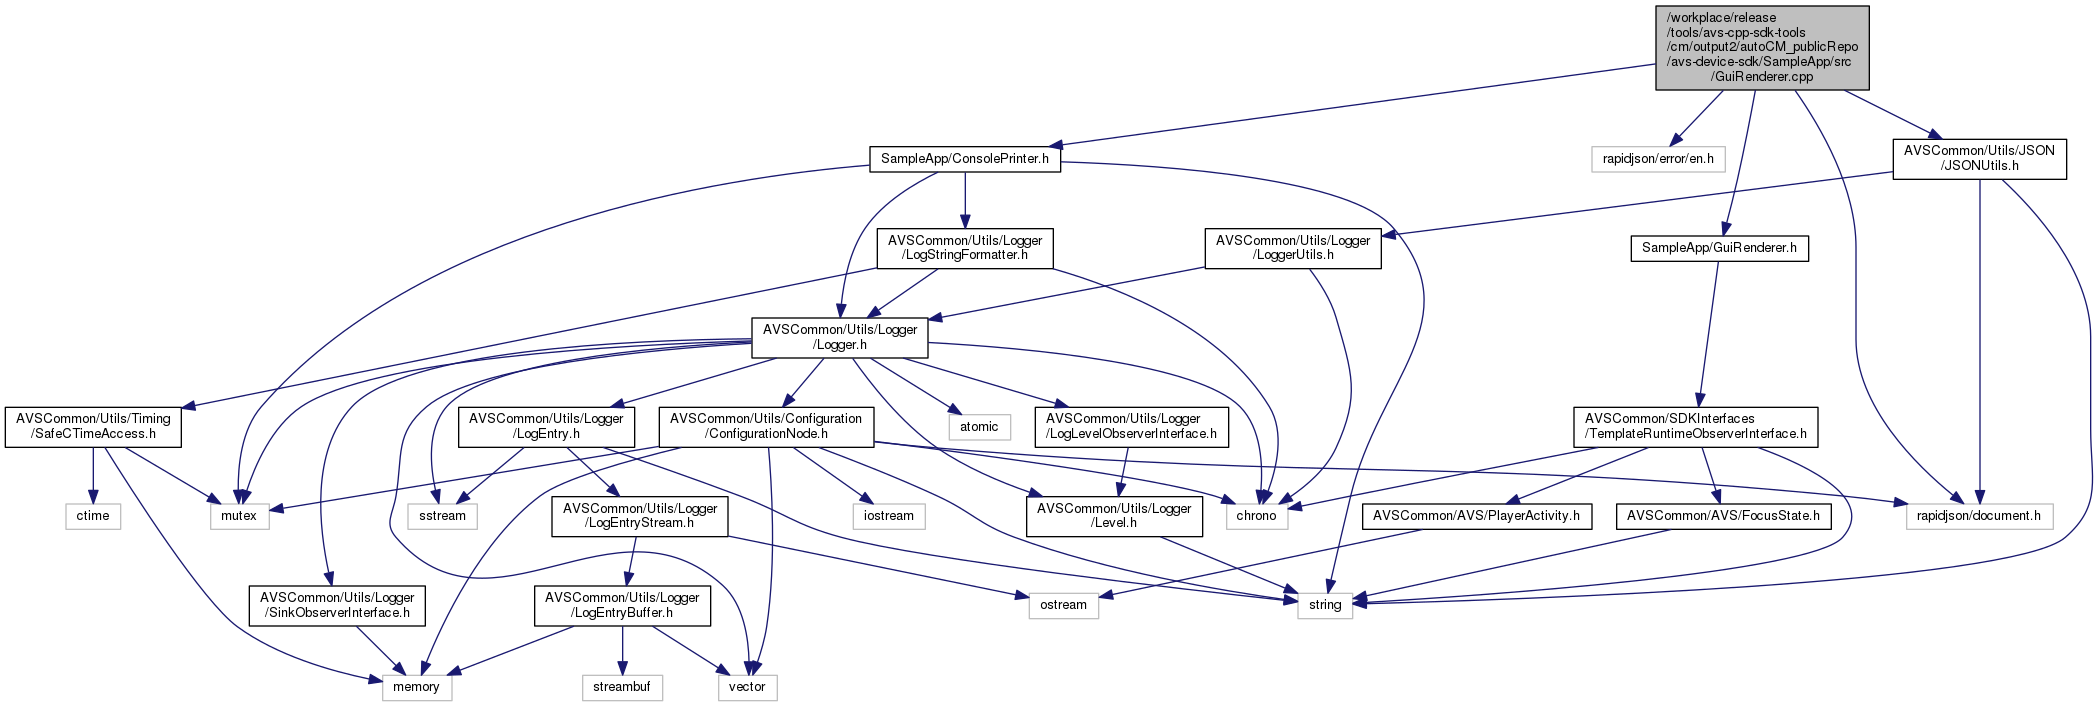 /workplace/release
/tools/avs-cpp-sdk-tools
/cm/output2/autoCM_publicRepo
/avs-device-sdk/SampleApp/src
/GuiRenderer.cpp
SampleApp/ConsolePrinter.h
rapidjson/error/en.h
AVSCommon/Utils/JSON
/JSONUtils.h
AVSCommon/Utils/Logger
/LogStringFormatter.h
AVSCommon/Utils/Logger
/LoggerUtils.h
SampleApp/GuiRenderer.h
AVSCommon/Utils/Logger
/Logger.h
AVSCommon/Utils/Timing
/SafeCTimeAccess.h
AVSCommon/Utils/Logger
/LogEntry.h
AVSCommon/Utils/Configuration
/ConfigurationNode.h
atomic
AVSCommon/Utils/Logger
/LogLevelObserverInterface.h
AVSCommon/SDKInterfaces
/TemplateRuntimeObserverInterface.h
ctime
mutex
sstream
AVSCommon/Utils/Logger
/LogEntryStream.h
iostream
AVSCommon/Utils/Logger
/Level.h
chrono
AVSCommon/AVS/PlayerActivity.h
AVSCommon/AVS/FocusState.h
rapidjson/document.h
AVSCommon/Utils/Logger
/SinkObserverInterface.h
AVSCommon/Utils/Logger
/LogEntryBuffer.h
ostream
string
memory
streambuf
vector